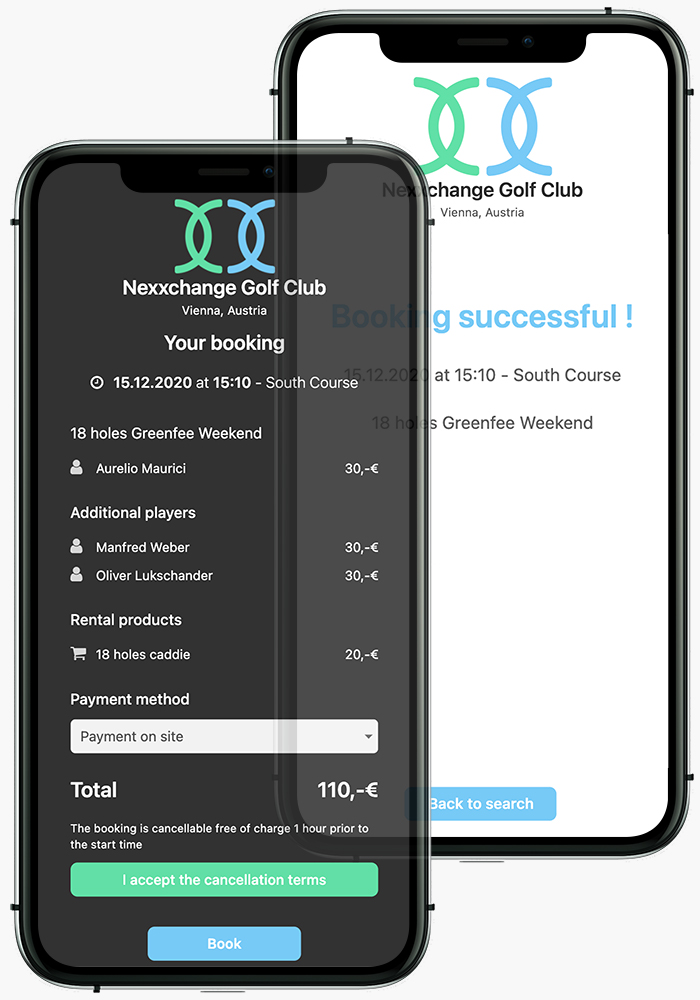 Nexxchange Golf Club
Vienna, Austria
Your booking
15.12.2020 at 15:10 - South Course
18 holes Greenfee Weekend
Aurelio Maurici 30,-€
Additional players
Manfred Weber 30,-€
Oliver Lukschander 30,-€
Rental products
18 holes caddie 20,-€
Payment method
Payment on site
Total 110,-€
The booking is cancellable free of charge 1 hour prior to
the start time
I accept the cancellation terms
Book
Nexxchange Golf Club
Vienna, Austria
Booking successful !
15.12.2020 at 15:10 - South Course
18 holes Greenfee Weekend
Back to search